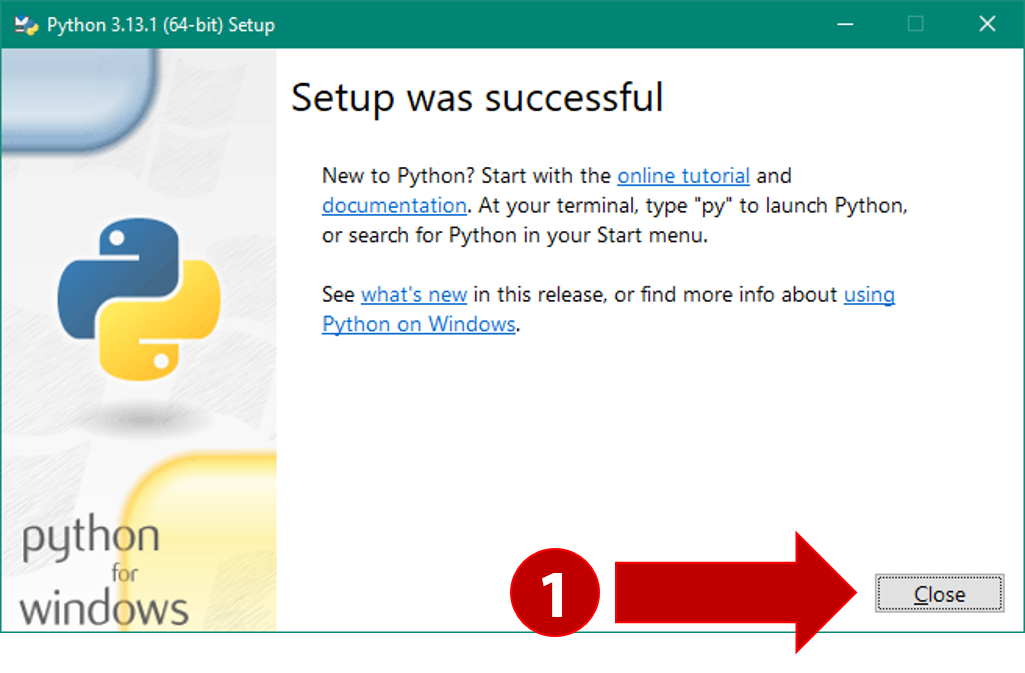 Python 3.13.1 (64-bit) Setup
Setup was successful
New to Python? Start with the online tutorial and
documentation. At your terminal, type "py" to launch Python,
or search for Python in your Start menu.
See what's new in this release, or find more info about using
Python on Windows.
python
for
windows
1
Close